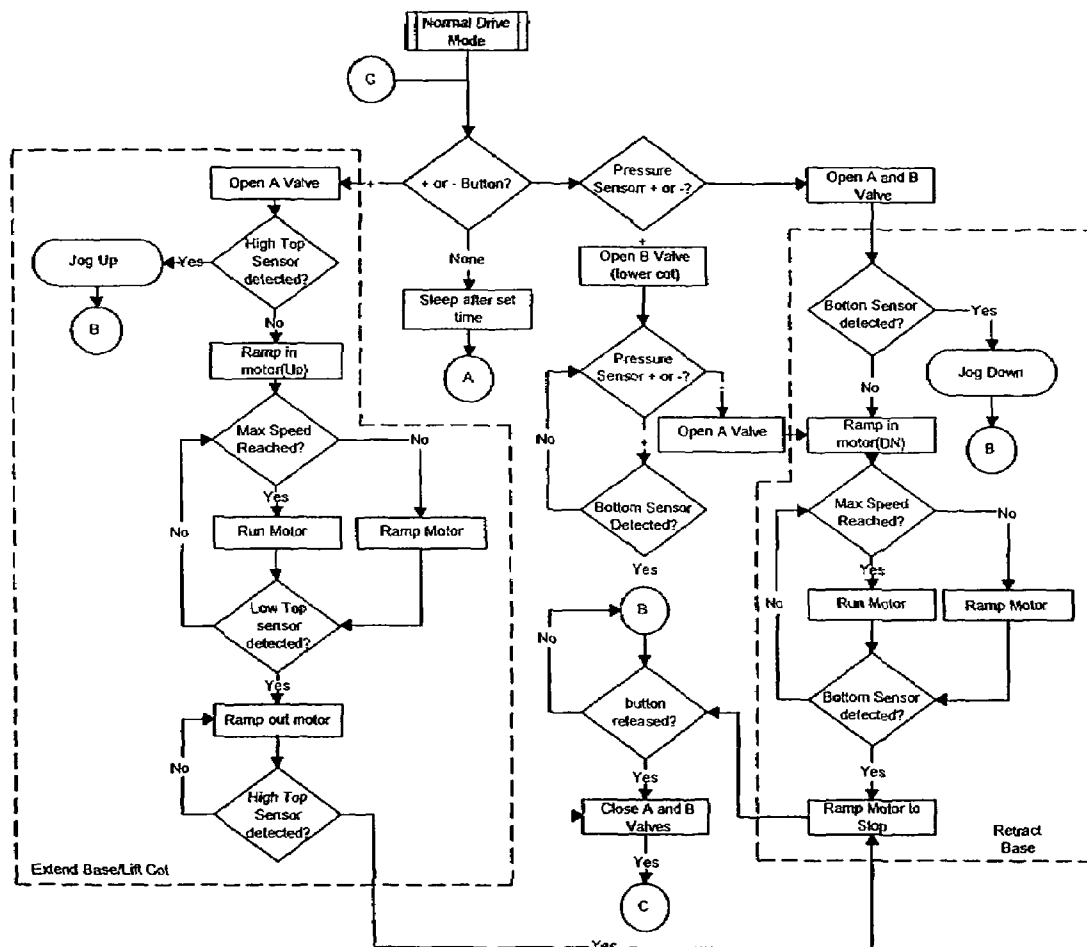 Normal Drive
Mode
C
+ or - Button?
+
Open A Valve
Pressure
Sensorr + or -?
-
Open A and B
Valve
High Top
Sensor
detected?
Yes
Jog Up
B
No
None
Sleep after set
time
A
+
Open B Valve
(lower cot)
Botton Sensor
detected?
Yes
Jog Down
B
No
Ramp in
motor(Up)
Pressure
Sensor + or -?
-
Open A Valve
Ramp in
motor(DN)
Max Speed
Reached?
No
Yes
Run Motor
Ramp Motor
No
+
Bottom Sensor
Detected?
No
Yes
Max Speed
Reached?
No
Yes
Run Motor
Ramp Motor
No
Low Top
sensor
detected?
Yes
B
No
button
released?
Yes
Bottom Sensor
detected?
Yes
Ramp out motor
No
High Top
Sensor
detected?
Close A and B
Valves
Yes
C
Ramp Motor to
Stop
Retract
Base
Extend Base/Lift Cot
Yes